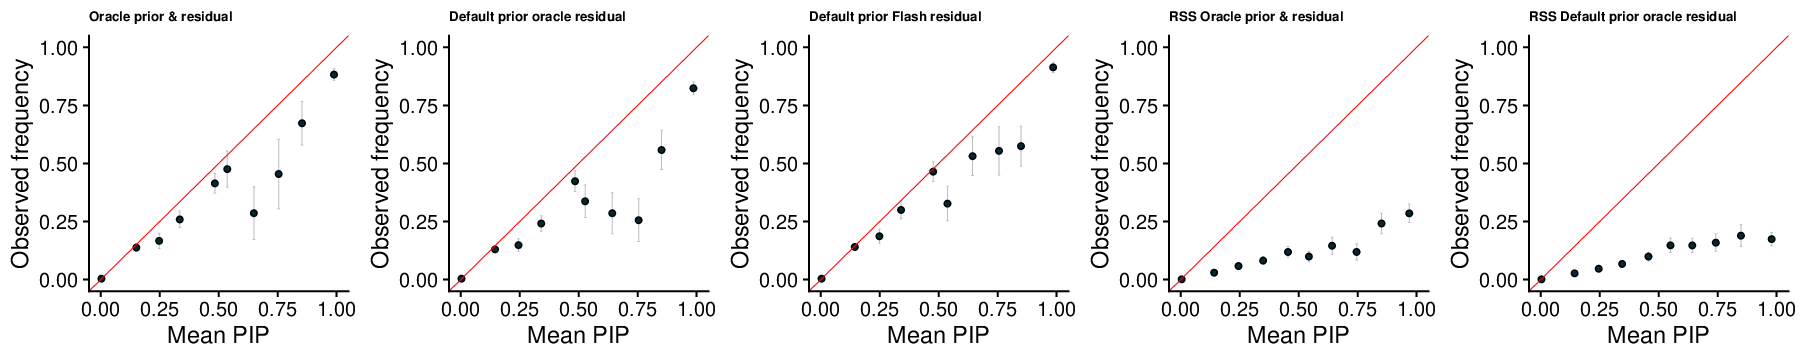 Oracle prior & residual
Default prior oracle residual
Default prior Flash residual
RSS Oracle prior & residual
RSS Default prior oracle residual
Observed frequency
1.00
0.75
0.50
0.25
0.00
0.00 0.25 0.50 0.75 1.00
Mean PIP
Observed frequency
1.00
0.75
0.50
0.25
0.00
0.00 0.25 0.50 0.75 1.00
Mean PIP
Observed frequency
1.00
0.75
0.50
0.25
0.00
0.00 0.25 0.50 0.75 1.00
Mean PIP
Observed frequency
1.00
0.75
0.50
0.25
0.00
0.00 0.25 0.50 0.75 1.00
Mean PIP
Observed frequency
1.00
0.75
0.50
0.25
0.00
0.00 0.25 0.50 0.75 1.00
Mean PIP